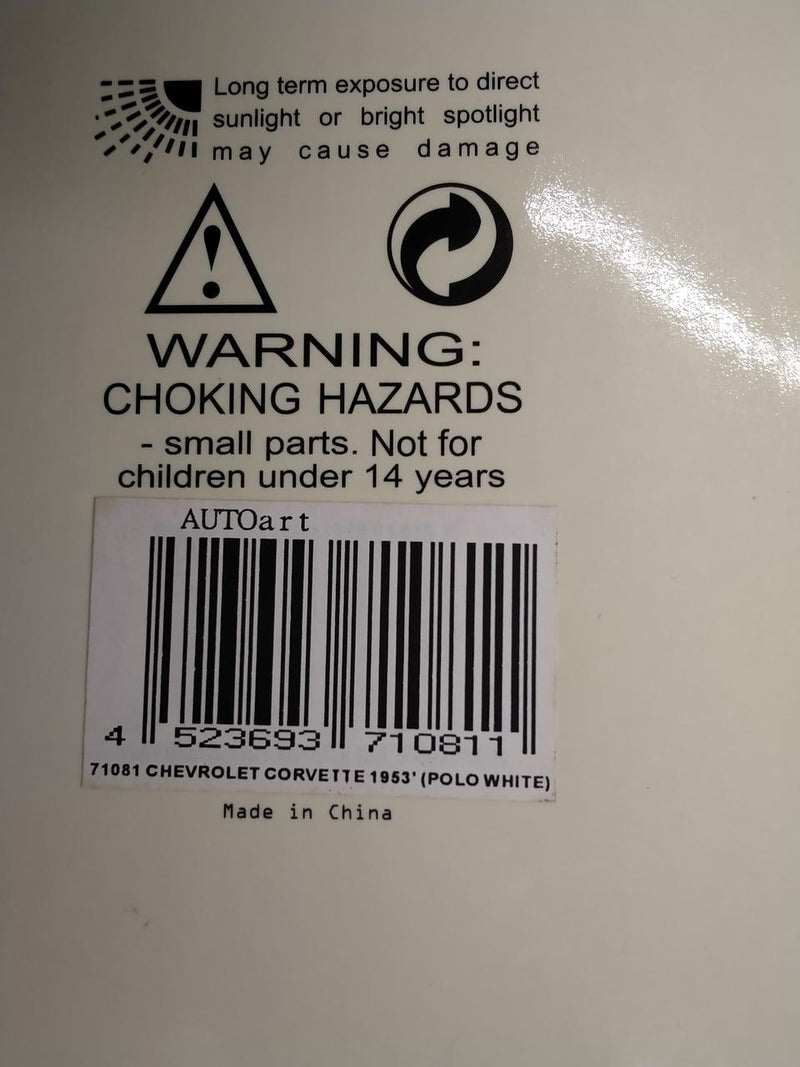 Long term exposure to direct
sunlight or bright spotlight
may cause damage
WARNING:
CHOKING HAZARDS
- small parts. Not for
children under 14 years
AUTOart
4 523693 710811
71081 CHEVROLET CORVETTE 1953' (POLO WHITE)
Made in China